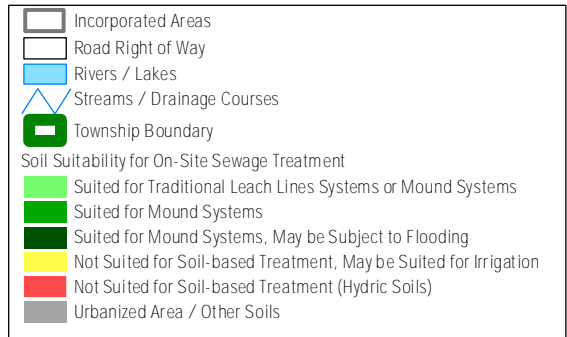 Incorporated Areas
Road Right of Way
Rivers / Lakes
Streams / Drainage Courses
Township Boundary
Soil Suitability for On-Site Sewage Treatment
Suited for Traditional Leach Lines Systems or Mound Systems
Suited for Mound Systems
Suited for Mound Systems, May be Subject to Flooding
Not Suited for Soil-based Treatment, May be Suited for Irrigation
Not Suited for Soil-based Treatment (Hydric Soils)
Urbanized Area / Other Soils